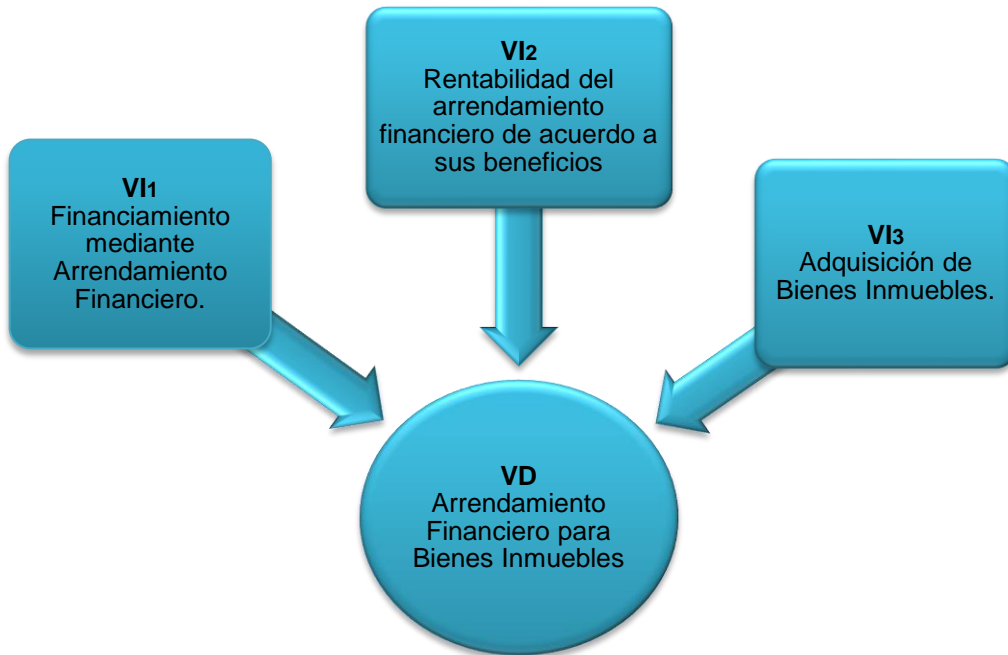 VI1
Financiamiento
mediante
Arrendamiento
Financiero.
VI2
Rentabilidad del
arrendamiento
financiero de acuerdo a
sus beneficios
VI3
Adquisición de
Bienes Inmuebles.
VD
Arrendamiento
Financiero para
Bienes Inmuebles